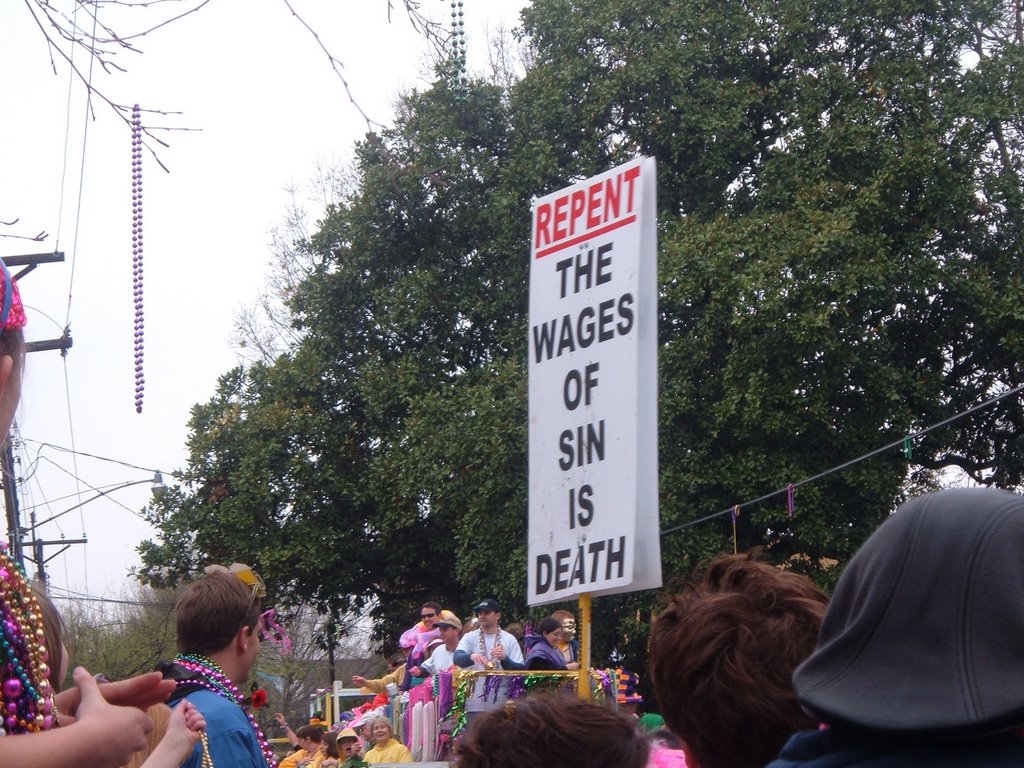 REPENT
THE
WAGES
OF
SIN
IS
DEATH